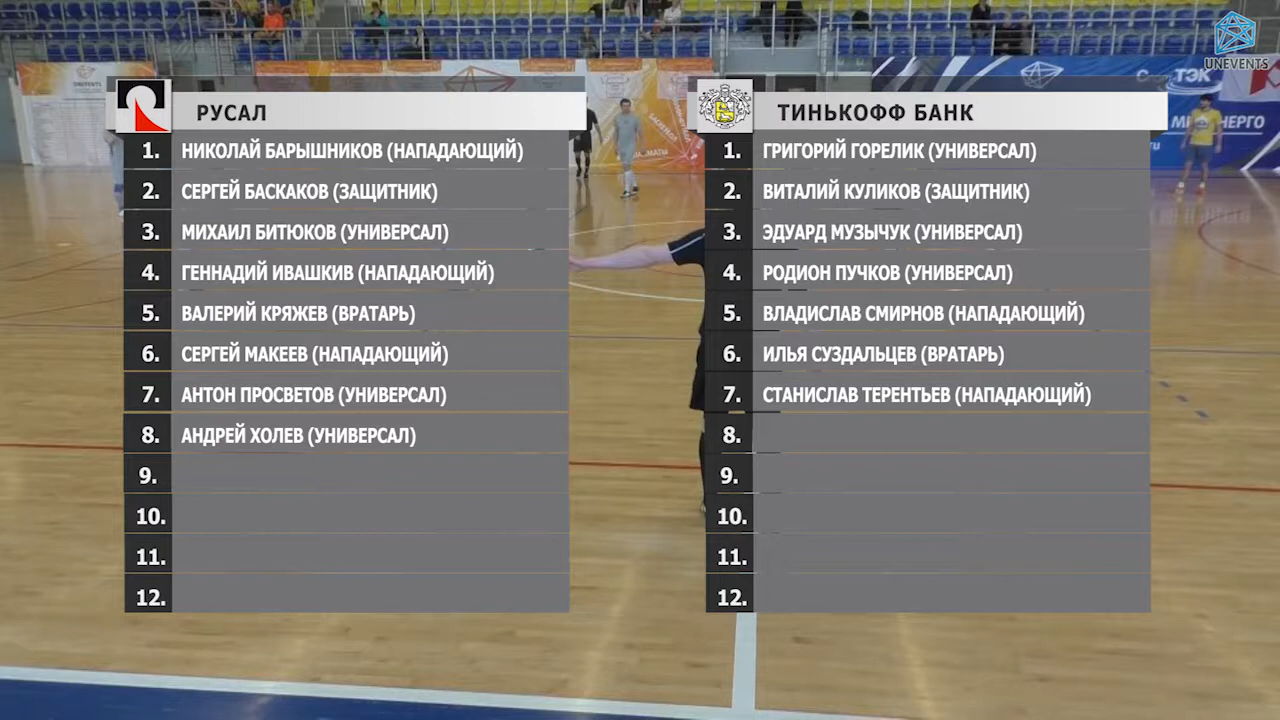 UNEVENTS
РУСАЛ
1. НИКОЛАЙ БАРЫШНИКОВ (НАПАДАЮЩИЙ)
2. СЕРГЕЙ БАСКАКОВ (ЗАЩИТНИК)
3. МИХАИЛ БИТЮКОВ (УНИВЕРСАЛ)
4. ГЕННАДИЙ ИВАШКИВ (НАПАДАЮЩИЙ)
5. ВАЛЕРИЙ КРЯЖЕВ (ВРАТАРЬ)
6. СЕРГЕЙ МАКЕЕВ (НАПАДАЮЩИЙ)
7. АНТОН ПРОСВЕТОВ (УНИВЕРСАЛ)
8. АНДРЕЙ ХОЛЕВ (УНИВЕРСАЛ)
9.
10.
11.
12.
ТИНЬКОФФ БАНК
1. ГРИГОРИЙ ГОРЕЛИК (УНИВЕРСАЛ)
2. ВИТАЛИЙ КУЛИКОВ (ЗАЩИТНИК)
3. ЭДУАРД МУЗЫЧУК (УНИВЕРСАЛ)
4. РОДИОН ПУЧКОВ (УНИВЕРСАЛ)
5. ВЛАДИСЛАВ СМИРНОВ (НАПАДАЮЩИЙ)
6. ИЛЬЯ СУЗДАЛЬЦЕВ (ВРАТАРЬ)
7. СТАНИСЛАВ ТЕРЕНТЬЕВ (НАПАДАЮЩИЙ)
8.
9.
10.
11.
12.